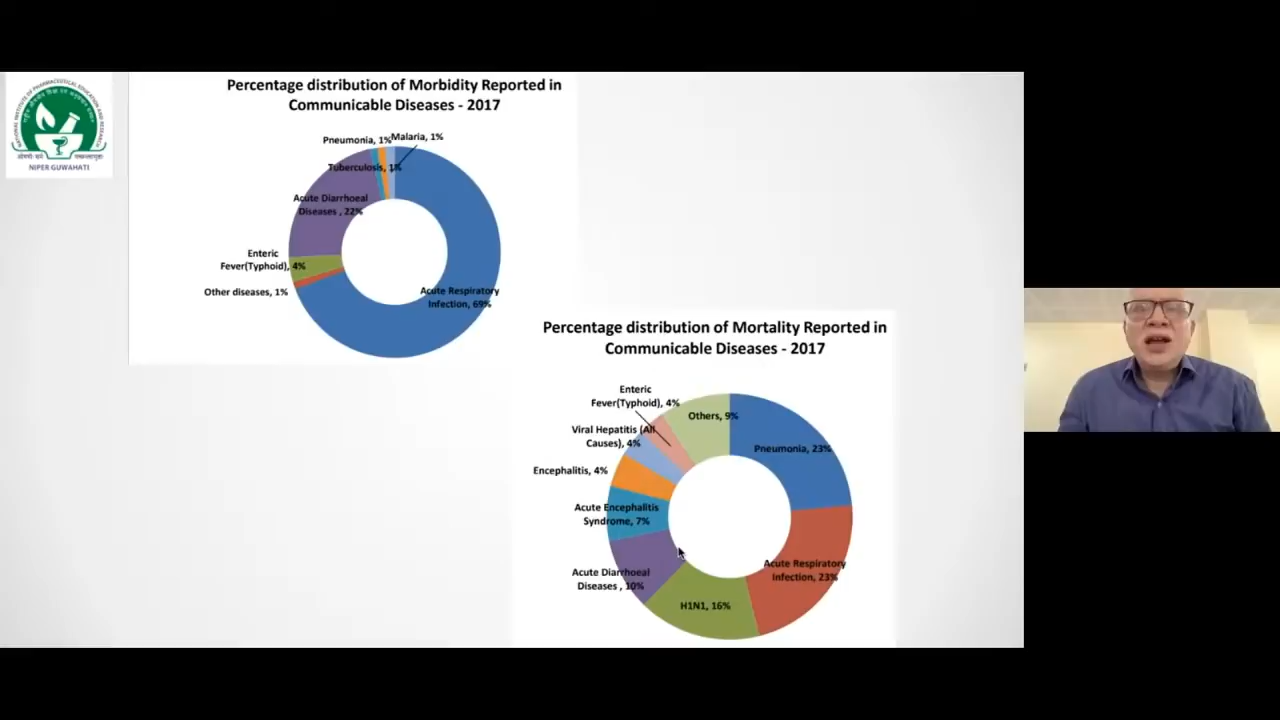 Percentage distribution of Morbidity Reported in
Communicable Diseases - 2017
Pneumonia, 1%
Malaria, 1%
Tuberculosis, 1%
Acute Diarrhoeal
Diseases , 22%
Enteric
Fever(Typhoid), 4%
Other diseases, 1%
Acute Respiratory
Infection, 69%
NIPER GUWAHATI
Percentage distribution of Mortality Reported in
Communicable Diseases - 2017
Enteric
Fever(Typhoid), 4%
Others, 9%
Viral Hepatitis (All
Causes), 4%
Pneumonia, 23%
Encephalitis, 4%
Acute Encephalitis
Syndrome, 7%
Acute Respiratory
Infection, 23%
Acute Diarrhoeal
Diseases , 10%
H1N1, 16%